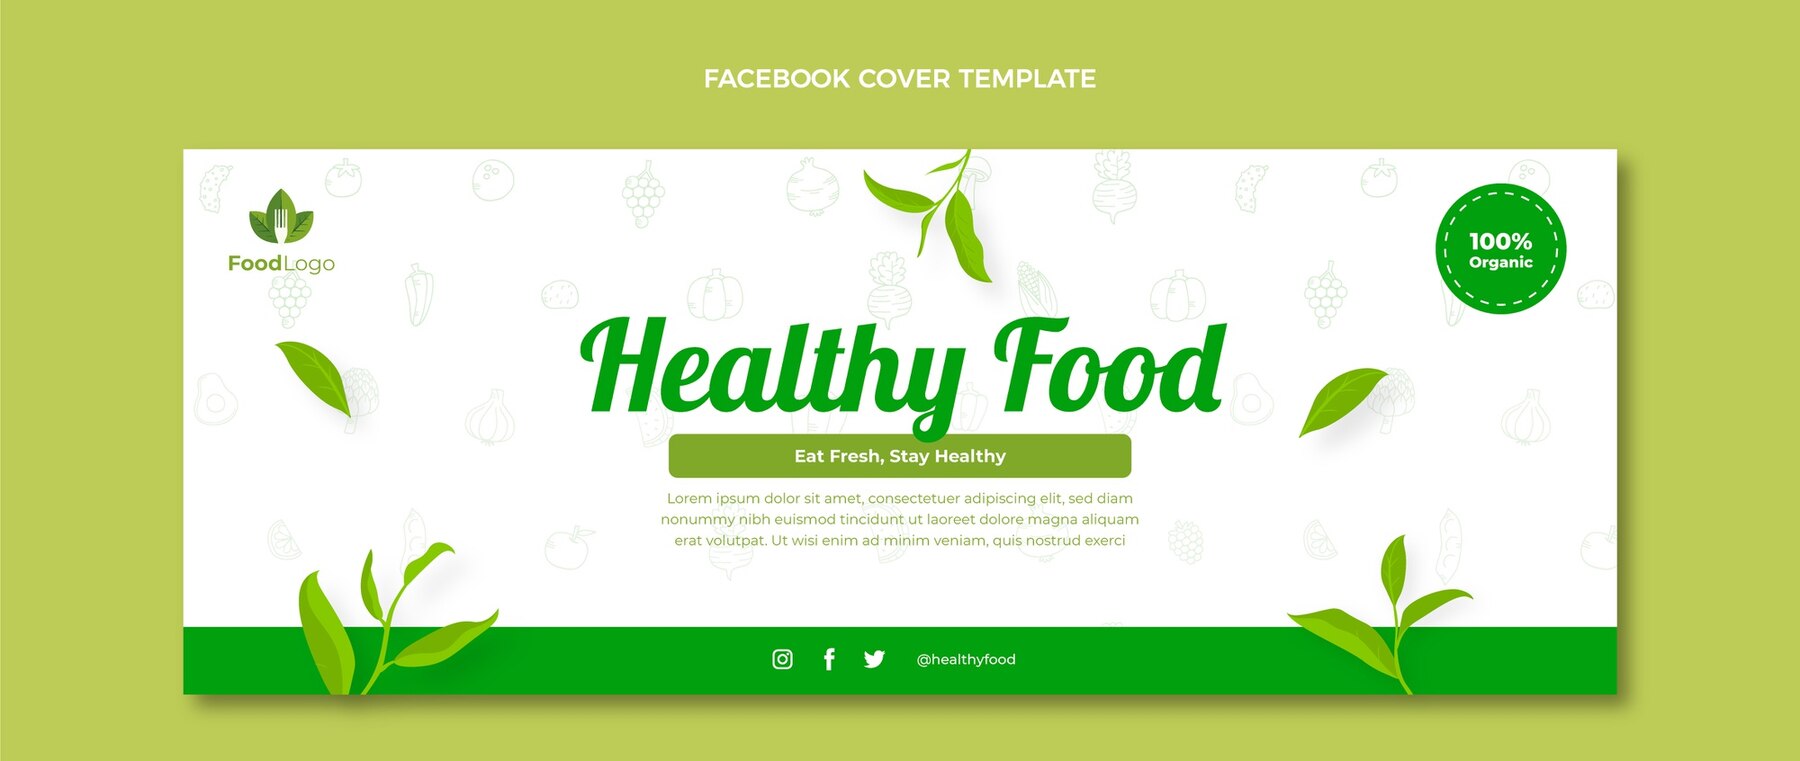 FACEBOOK COVER TEMPLATE
FoodLogo
100%
Organic
Healthy Food
Eat Fresh, Stay Healthy
Lorem ipsum dolor sit amet, consectetuer adipiscing elit, sed diam
nonummy nibh euismod tincidunt ut laoreet dolore magna aliquam
erat volutpat. Ut wisi enim ad minim veniam, quis nostrud exerci
@healthyfood